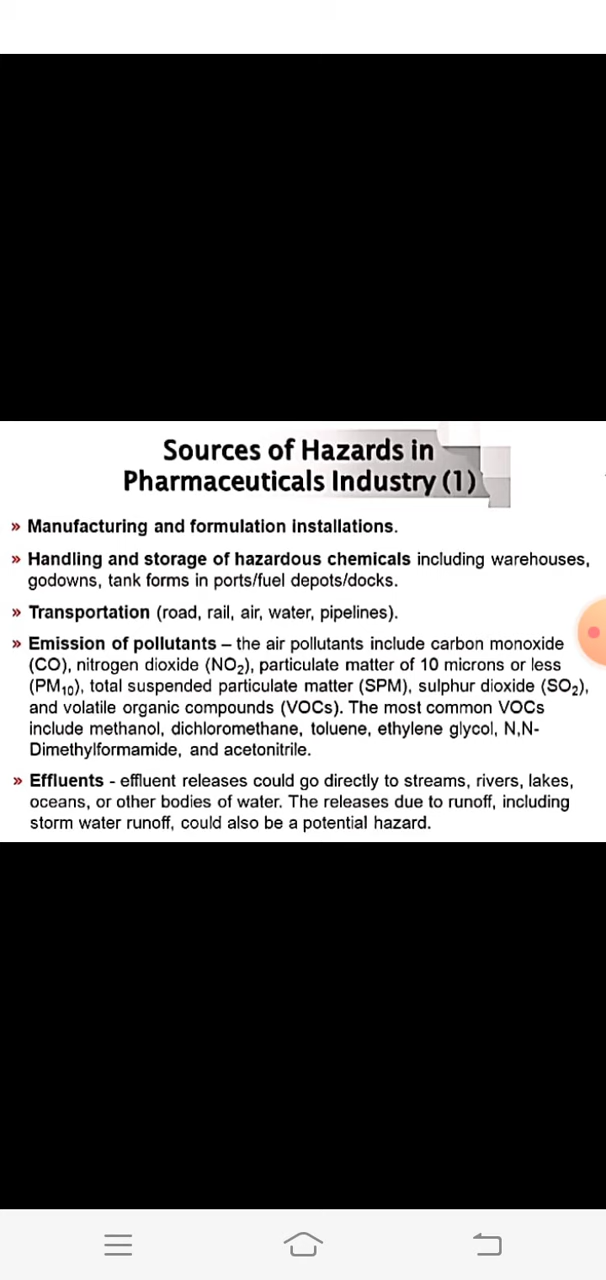 Sources of Hazards in
Pharmaceuticals Industry (1)
» Manufacturing and formulation installations.
» Handling and storage of hazardous chemicals including warehouses,
godowns, tank forms in ports/fuel depots/docks.
» Transportation (road, rail, air, water, pipelines).
» Emission of pollutants – the air pollutants include carbon monoxide
(CO), nitrogen dioxide (NO₂), particulate matter of 10 microns or less
(PM₁₀), total suspended particulate matter (SPM), sulphur dioxide (SO₂),
and volatile organic compounds (VOCs). The most common VOCs
include methanol, dichloromethane, toluene, ethylene glycol, N,N-
Dimethylformamide, and acetonitrile.
» Effluents - effluent releases could go directly to streams, rivers, lakes,
oceans, or other bodies of water. The releases due to runoff, including
storm water runoff, could also be a potential hazard.